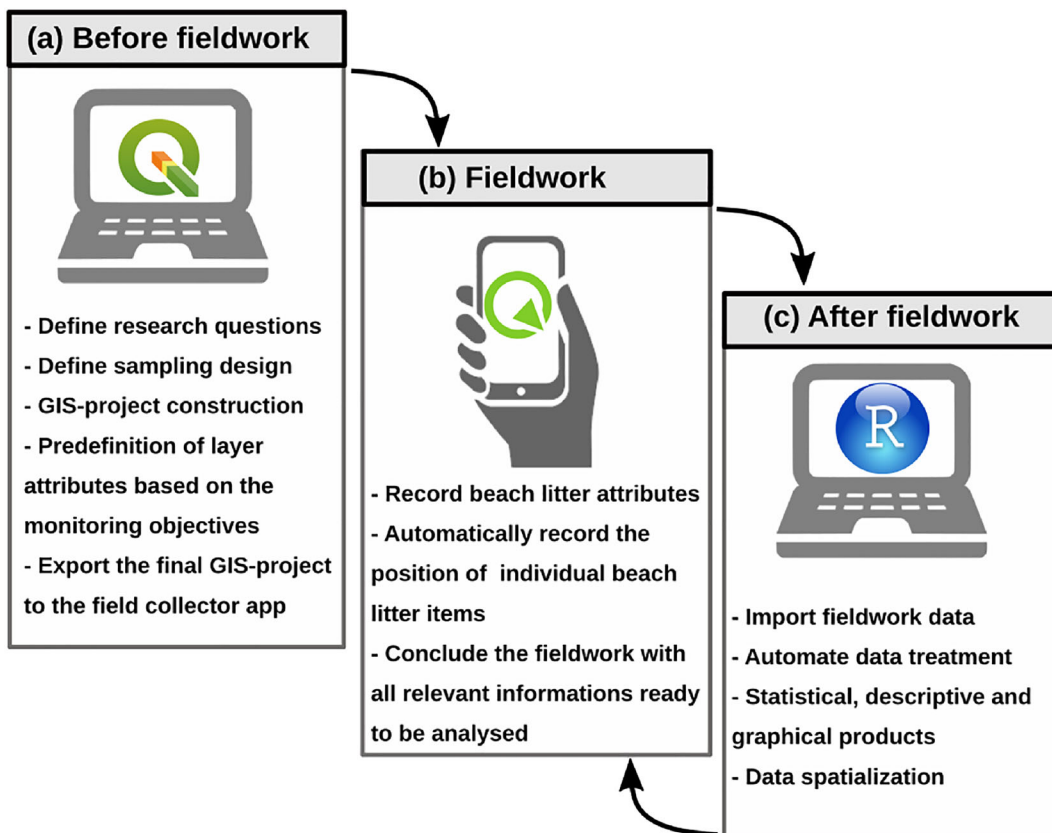 (a) Before fieldwork
- Define research questions
- Define sampling design
- GIS-project construction
- Predefinition of layer
attributes based on the
monitoring objectives
- Export the final GIS-project
to the field collector app
(b) Fieldwork
- Record beach litter attributes
- Automatically record the
position of individual beach
litter items
- Conclude the fieldwork with
all relevant informations ready
to be analysed
(c) After fieldwork
R
- Import fieldwork data
- Automate data treatment
- Statistical, descriptive and
graphical products
- Data spatialization